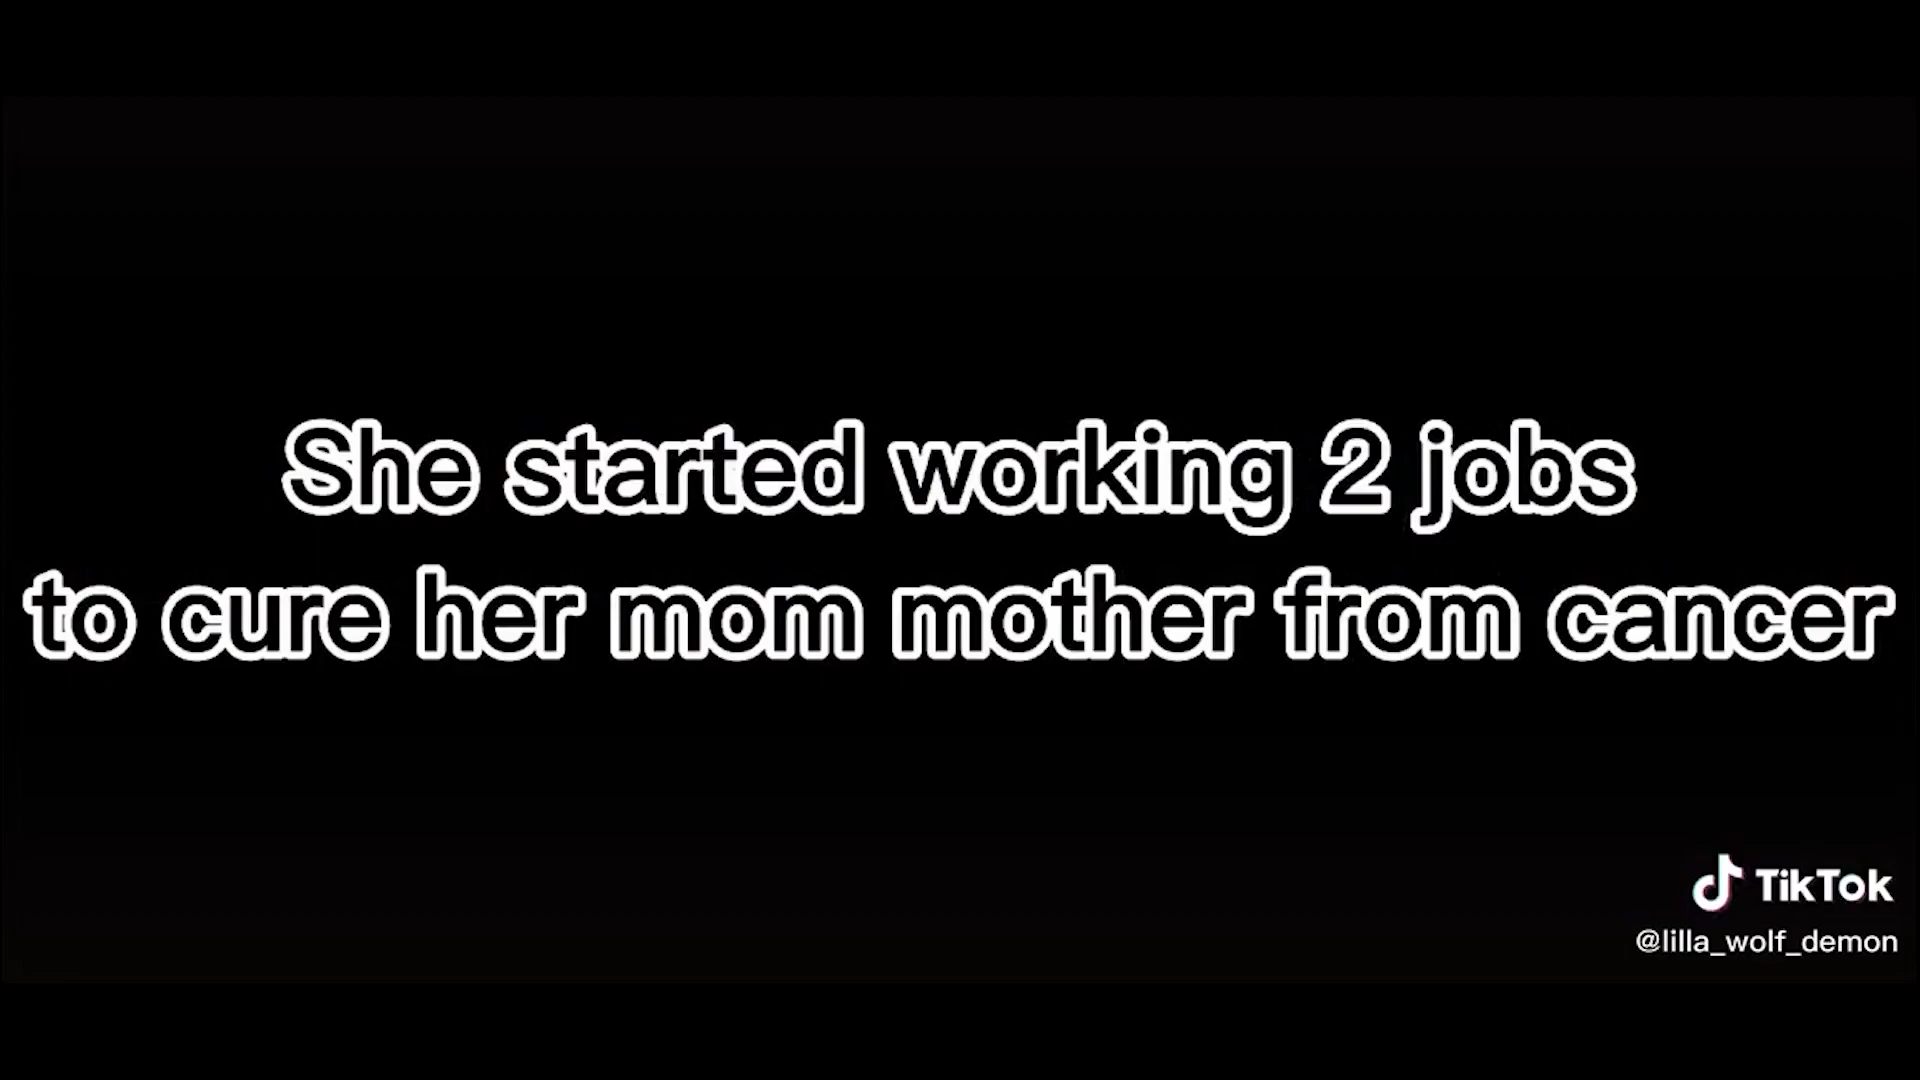 She started working 2 jobs
to cure her mom mother from cancer
TikTok
@lilla_wolf_demon